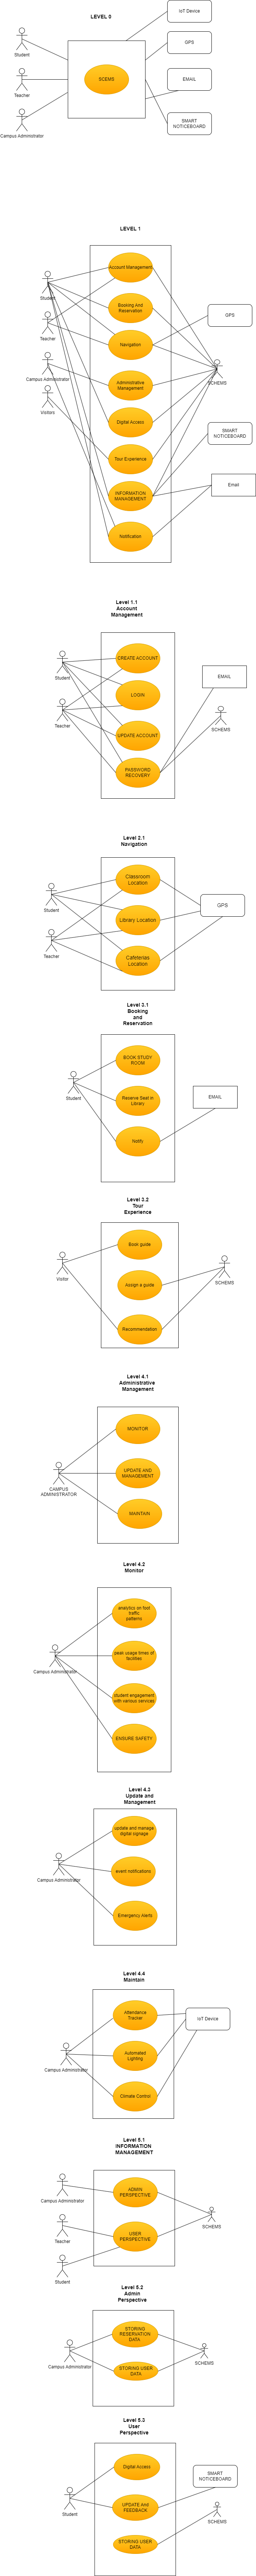 LEVEL 0
IoT Device
Student
GPS
SCEMS
Teacher
EMAIL
Campus Administrator
SMART
NOTICEBOARD
LEVEL 1
Account Management
Student
Booking And
Reservation
GPS
Teacher
Navigation
SCHEMS
Campus Administrator
Administrative
Management
Visitors
Digital Access
SMART
NOTICEBOARD
Tour Experience
Email
INFORMATION
MANAGEMENT
Notification
Level 1.1
Account
Management
CREATE ACCOUNT
Student
EMAIL
LOGIN
Teacher
SCHEMS
UPDATE ACCOUNT
PASSWORD
RECOVERY
Level 2.1
Navigation
Classroom
Location
Student
GPS
Library Location
Teacher
Cafeterias
Location
Level 3.1
Booking
and
Reservation
BOOK STUDY
ROOM
Student
Reserve Seat in
Library
EMAIL
Notify
Level 3.2
Tour
Experience
Book guide
Visitor
SCHEMS
Assign a guide
Recommendation
Level 4.1
Administrative
Management
MONITOR
UPDATE AND
MANAGEMENT
CAMPUS
ADMINISTRATOR
MAINTAIN
Level 4.2
Monitor
analytics on foot
traffic
patterns
peak usage times of
facilities
Campus Administrator
student engagement
with various services
ENSURE SAFETY
Level 4.3
Update and
Management
update and manage
digital signage
event notifications
Campus Administrator
Emergency Alerts
Level 4.4
Maintain
Attendence
Tracker
IoT Device
Automated
Lighting
Campus Administrator
Climate Control
Level 5.1
INFORMATION
MANAGEMENT
ADMIN
PERSPECTIVE
Campus Administrator
SCHEMS
USER
PERSPECTIVE
Teacher
Student
Level 5.2
Admin
Perspective
STORING
RESERVATION
DATA
SCHEMS
Campus Administrator
STORING USER
DATA
Level 5.3
User
Perspective
Digital Access
SMART
NOTICEBOARD
UPDATE And
FEEDBACK
Student
SCHEMS
STORING USER
DATA